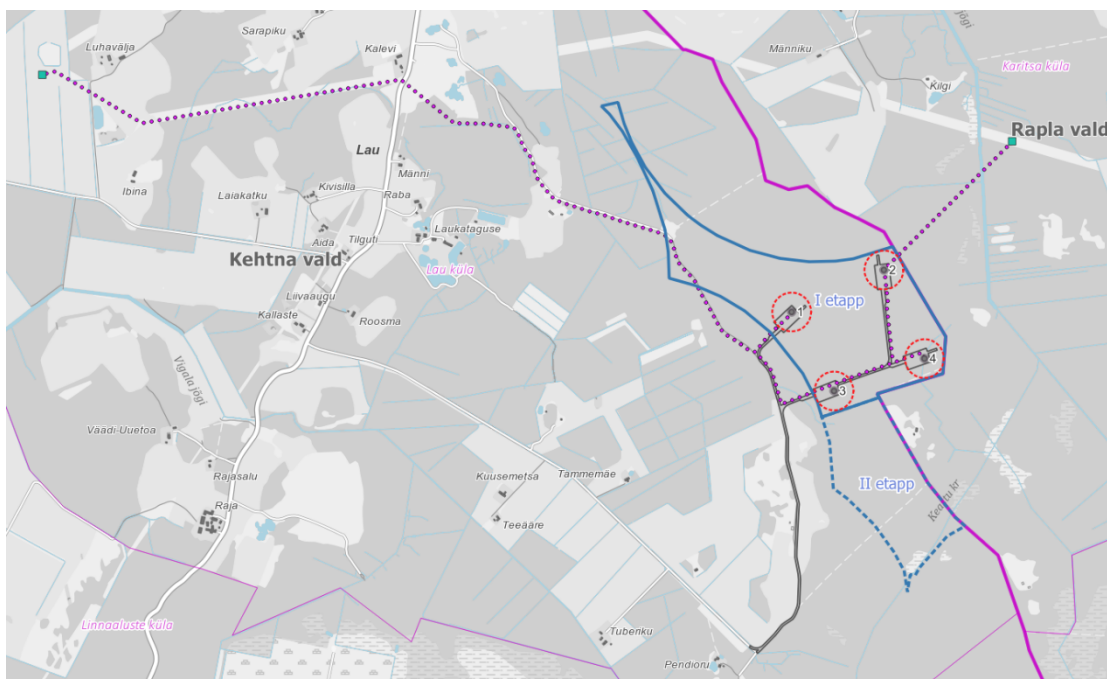 Sarapiku
Luhavälja
Kalevi
Männiku
Kilgi
Karitsa küla
jõgi
Rapla vald
Lau
Männi
Ibina
Laiakatku
Kivisilla
Raba
Laukataguse
Aida
Tilguti
Kehtna vald
Lau küla
2
Liivaaugu
I etapp
1
Kallaste
Roosma
Vigala jõgi
4
3
Vaadi-Uuetoa
Rajasalu
Kuusemetsa
Tammemäe
II etapp
Raja
Teeääre
Keartu kr
Linnaaluste küla
Tubenku
Pendioru